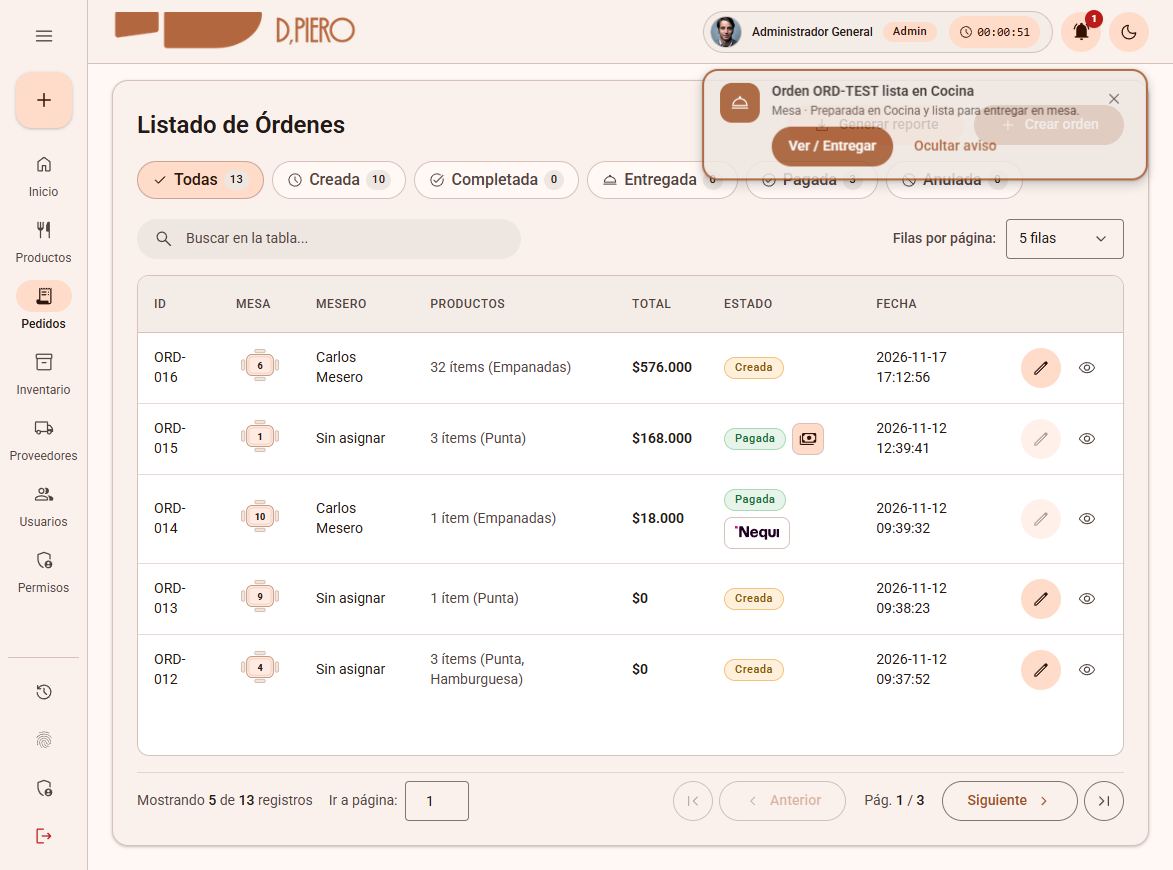 D,PIERO
Administrador General
Admin
00:00:51
1
Inicio
Productos
Pedidos
Inventario
Proveedores
Usuarios
Permisos
Orden ORD-TEST lista en Cocina
Mesa · Preparada en Cocina y lista para entregar en mesa.
Ver / Entregar
Ocultar aviso
Listado de Órdenes
Generar reporte
Crear orden
Todas 13
Creada 10
Completada 0
Entregada 0
Pagada 3
Anulada 0
Buscar en la tabla...
Filas por página:
5 filas
ID MESA MESERO PRODUCTOS TOTAL ESTADO FECHA
ORD-
016
6
Carlos
Mesero
32 ítems (Empanadas)
$576.000
Creada
2026-11-17
17:12:56
ORD-
015
1
Sin asignar
3 ítems (Punta)
$168.000
Pagada
2026-11-12
12:39:41
ORD-
014
10
Carlos
Mesero
1 ítem (Empanadas)
$18.000
Pagada
Nequi
2026-11-12
09:39:32
ORD-
013
9
Sin asignar
1 ítem (Punta)
$0
Creada
2026-11-12
09:38:23
ORD-
012
4
Sin asignar
3 ítems (Punta,
Hamburguesa)
$0
Creada
2026-11-12
09:37:52
Mostrando 5 de 13 registros
Ir a página:
1
Anterior
Pág. 1 / 3
Siguiente